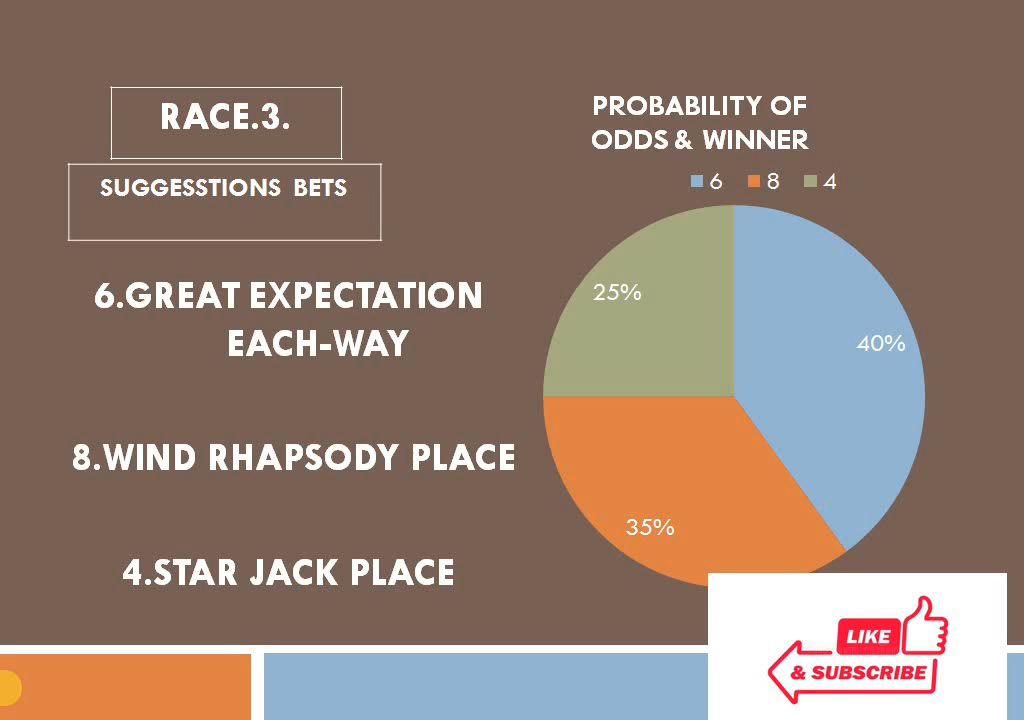 RACE.3.
SUGGESSTIONS BETS
6.GREAT EXPECTATION
EACH-WAY
8.WIND RHAPSODY PLACE
4.STAR JACK PLACE
PROBABILITY OF
ODDS & WINNER
6 8 4
25%
40%
35%
LIKE
& SUBSCRIBE